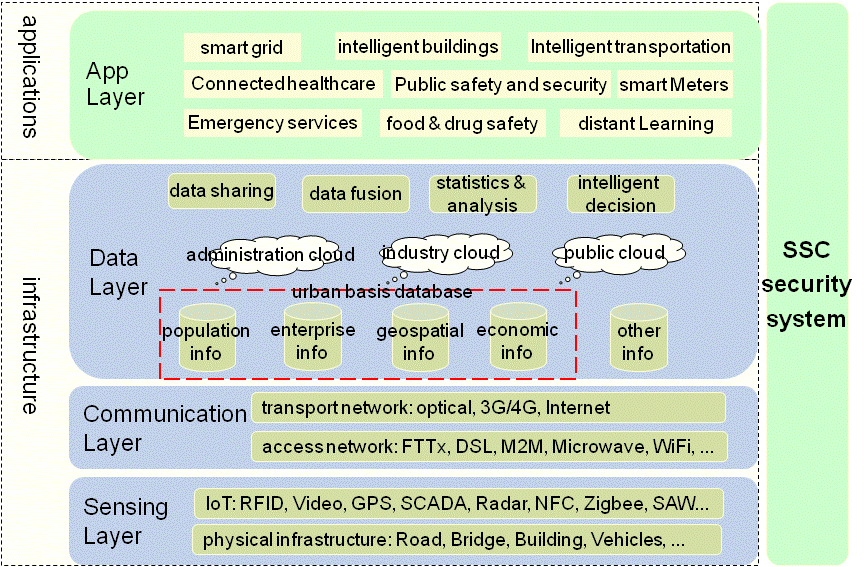 applications
App
Layer
smart grid
intelligent buildings
Intelligent transportation
Connected healthcare
Public safety and security
smart Meters
Emergency services
food & drug safety
distant Learning
infrastructure
Data
Layer
data sharing
data fusion
statistics &
analysis
intelligent
decision
administration cloud
industry cloud
public cloud
urban basis database
population
info
enterprise
info
geospatial
info
economic
info
other
info
Communication
Layer
transport network: optical, 3G/4G, Internet
access network: FTTx, DSL, M2M, Microwave, WiFi, ...
Sensing
Layer
IoT: RFID, Video, GPS, SCADA, Radar, NFC, Zigbee, SAW...
physical infrastructure: Road, Bridge, Building, Vehicles, ...
SSC
security
system